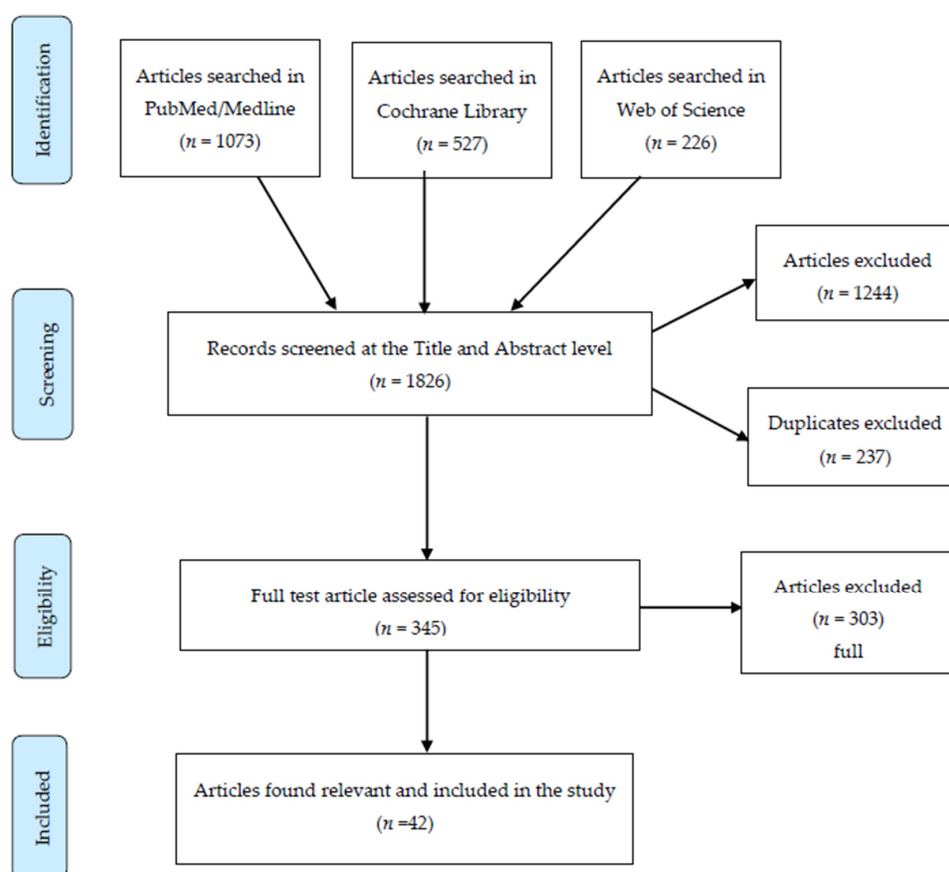 Identification
Articles searched in
PubMed/Medline
(n = 1073)
Articles searched in
Cochrane Library
(n = 527)
Articles searched in
Web of Science
(n = 226)
Screening
Records screened at the Title and Abstract level
(n = 1826)
Articles excluded
(n = 1244)
Duplicates excluded
(n = 237)
Eligibility
Full test article assessed for eligibility
(n = 345)
Articles excluded
(n = 303)
full
Included
Articles found relevant and included in the study
(n =42)